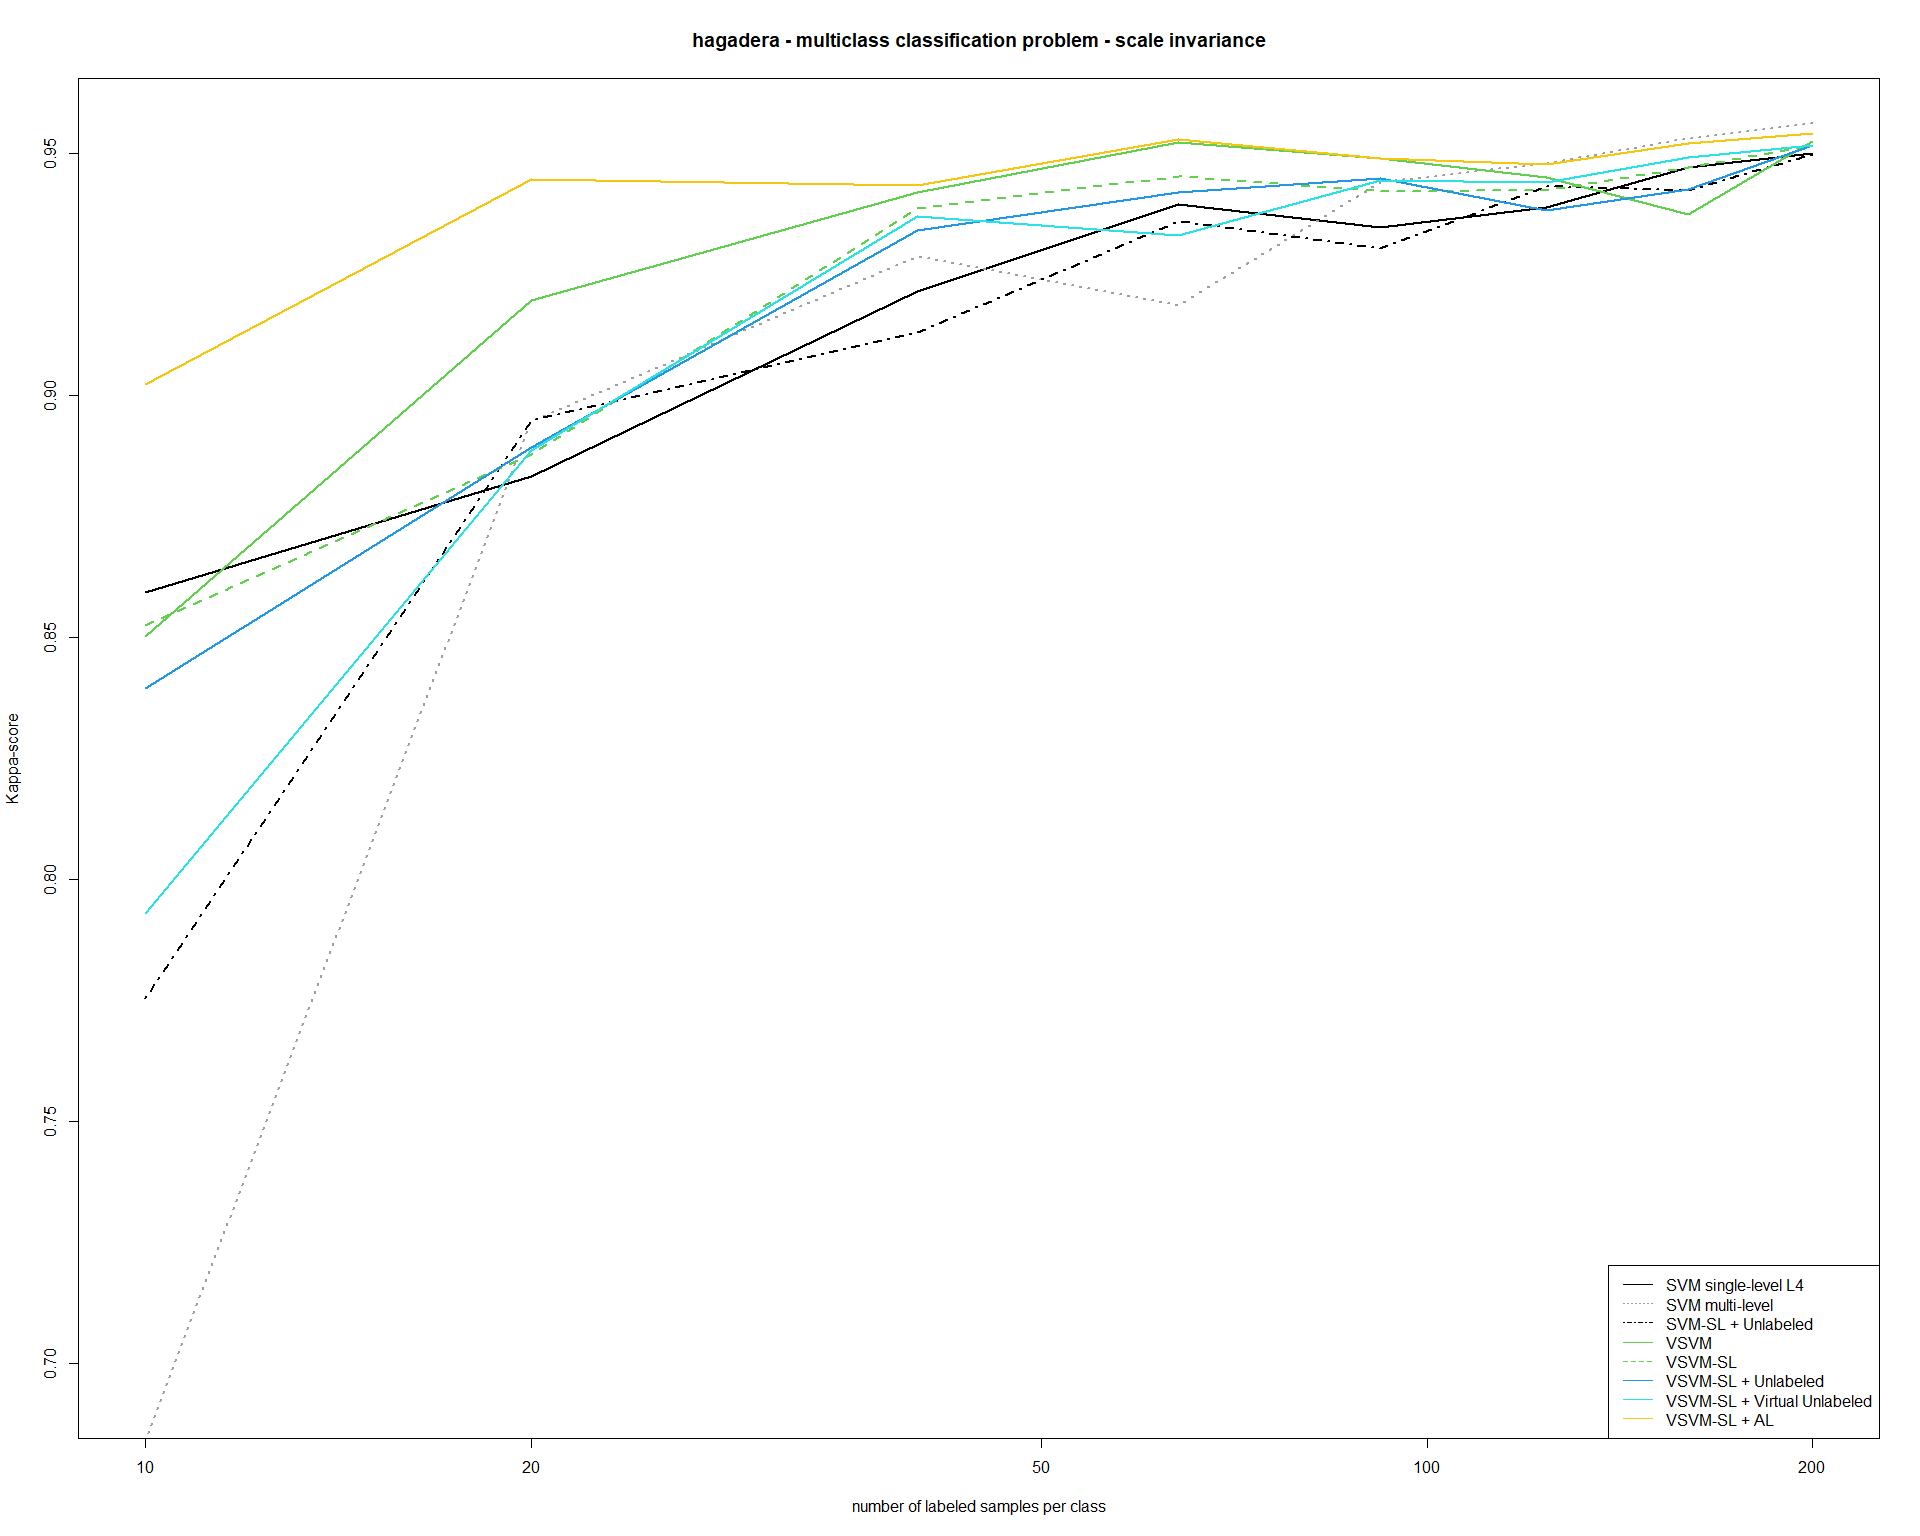 hagadera - multiclass classification problem - scale invariance
0.95
0.90
0.85
0.80
0.75
0.70
Kappa-score
10
20
50
100
200
number of labeled samples per class
SVM single-level L4
SVM multi-level
SVM-SL + Unlabeled
VSVM
VSVM-SL
VSVM-SL + Unlabeled
VSVM-SL + Virtual Unlabeled
VSVM-SL + AL